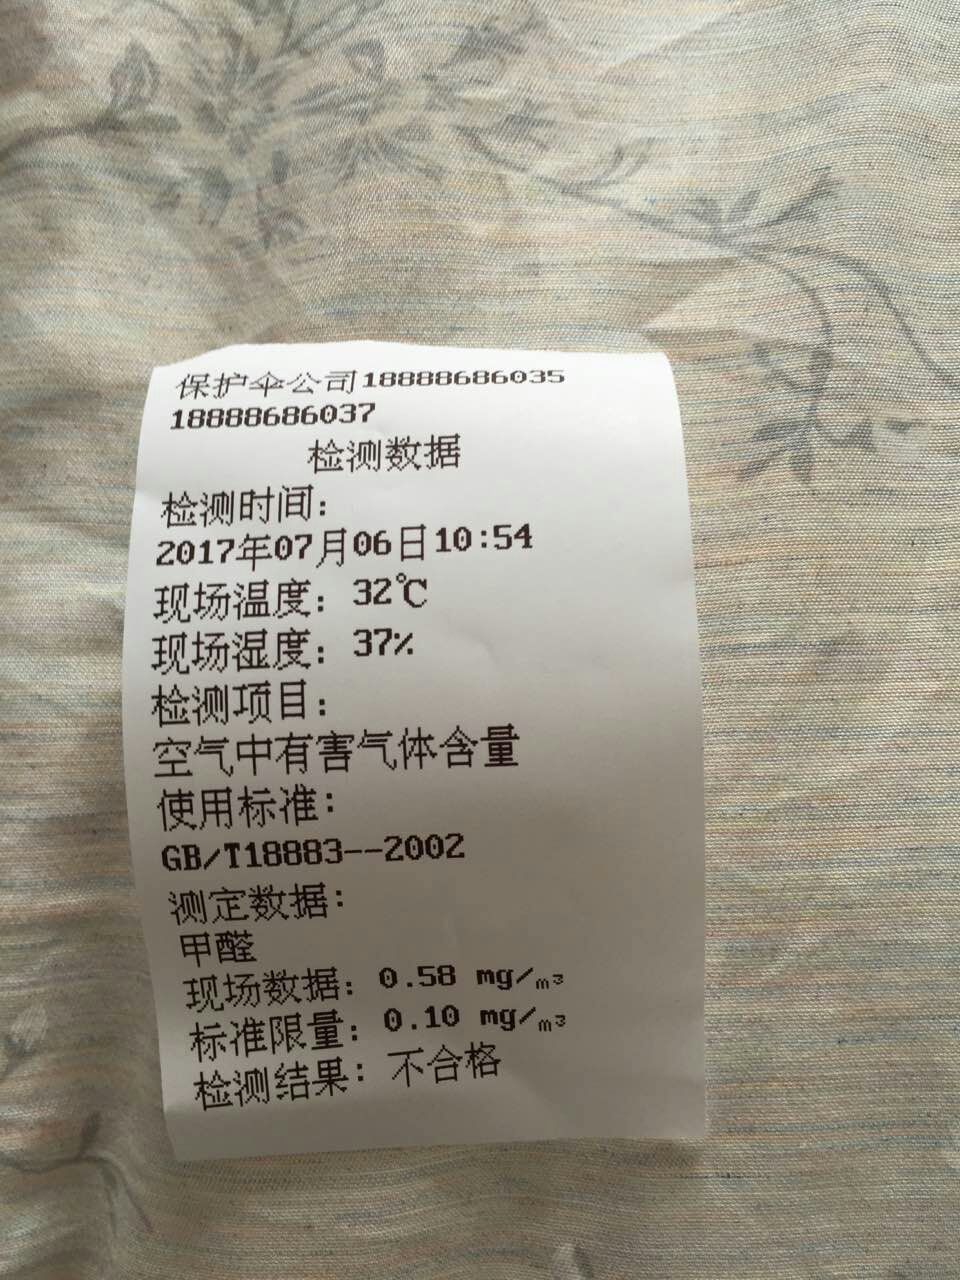 保护伞公司18888686035
18888686037
检测数据
检测时间：
2017年07月06日10:54
现场温度：32℃
现场湿度：37%
检测项目：
空气中有害气体含量
使用标准：
GB/T18883--2002
测定数据：
甲醛
现场数据：0.58 mg/m³
标准限量：0.10 mg/m³
检测结果：不合格